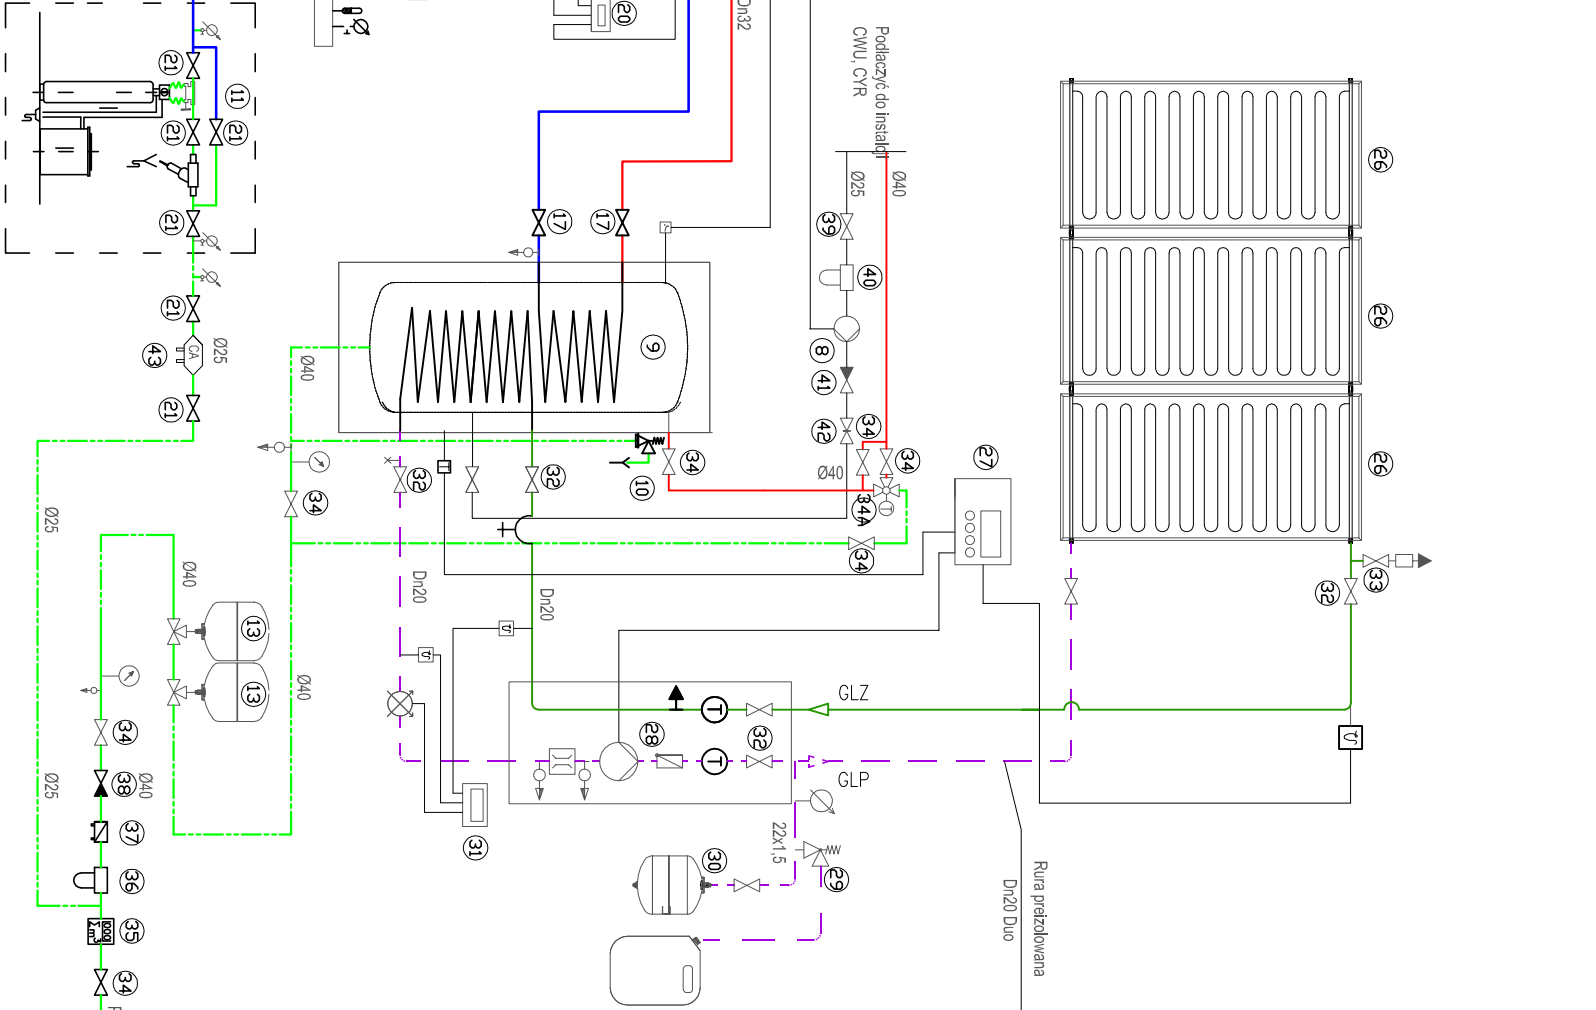 20
Dn32
21
11
21
21
21
21
43
CA
Ø25
21
Podłączyć do instalcji
CWU, CYR
Ø25
Ø40
17
17
39
40
8
41
42
34
34
34A
Ø40
34
9
10
Ø40
34
32
32
34
27
26
26
26
33
32
Ø25
Ø40
13
13
Ø40
Dn20
Dn20
GLZ
T
T
28
32
GLP
31
22x1,5
30
29
Rura preizolowana
Dn20 Duo
34
38
Ø40
Ø25
37
36
35
34